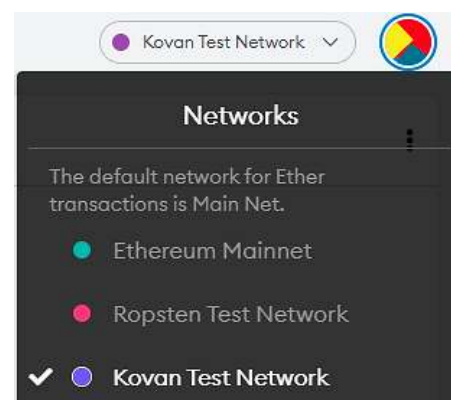 Kovan Test Network
Networks
The default network for Ether
transactions is Main Net.
Ethereum Mainnet
Ropsten Test Network
Kovan Test Network